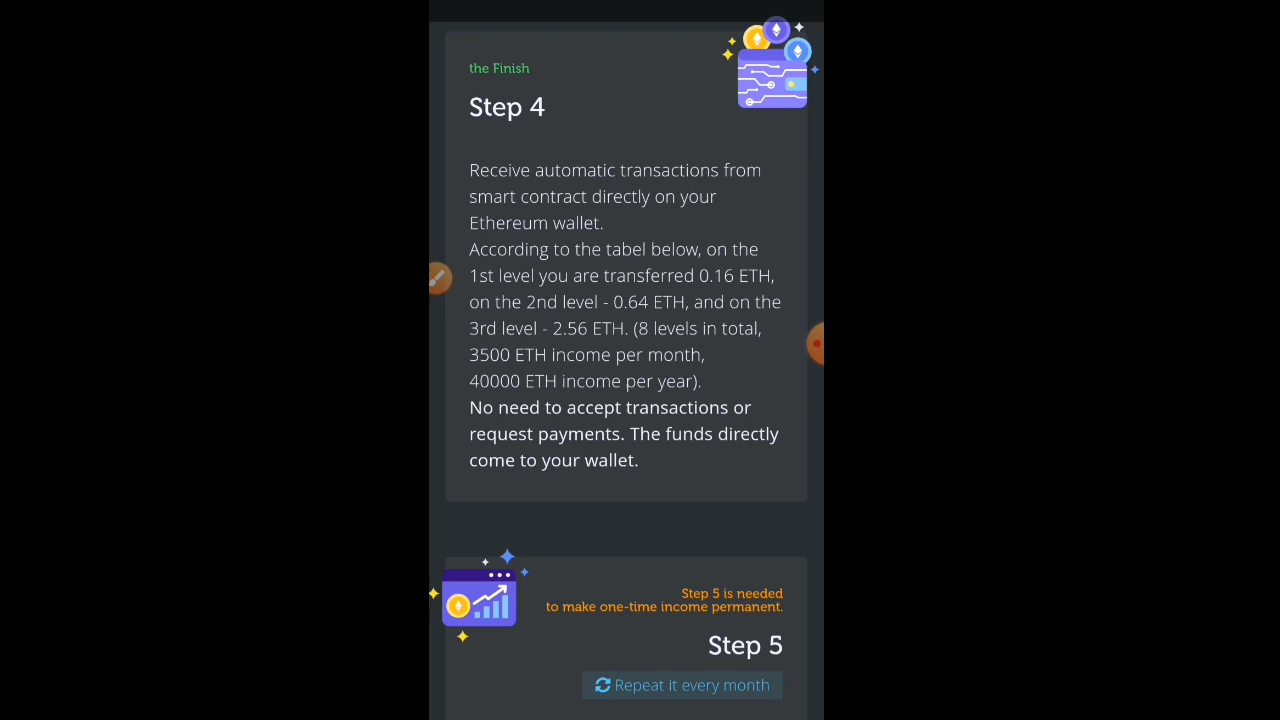 the Finish
Step 4
Receive automatic transactions from
smart contract directly on your
Ethereum wallet.
According to the tabel below, on the
1st level you are transferred 0.16 ETH,
on the 2nd level - 0.64 ETH, and on the
3rd level - 2.56 ETH. (8 levels in total,
3500 ETH income per month,
40000 ETH income per year).
No need to accept transactions or
request payments. The funds directly
come to your wallet.
Step 5 is needed
to make one-time income permanent.
Step 5
Repeat it every month